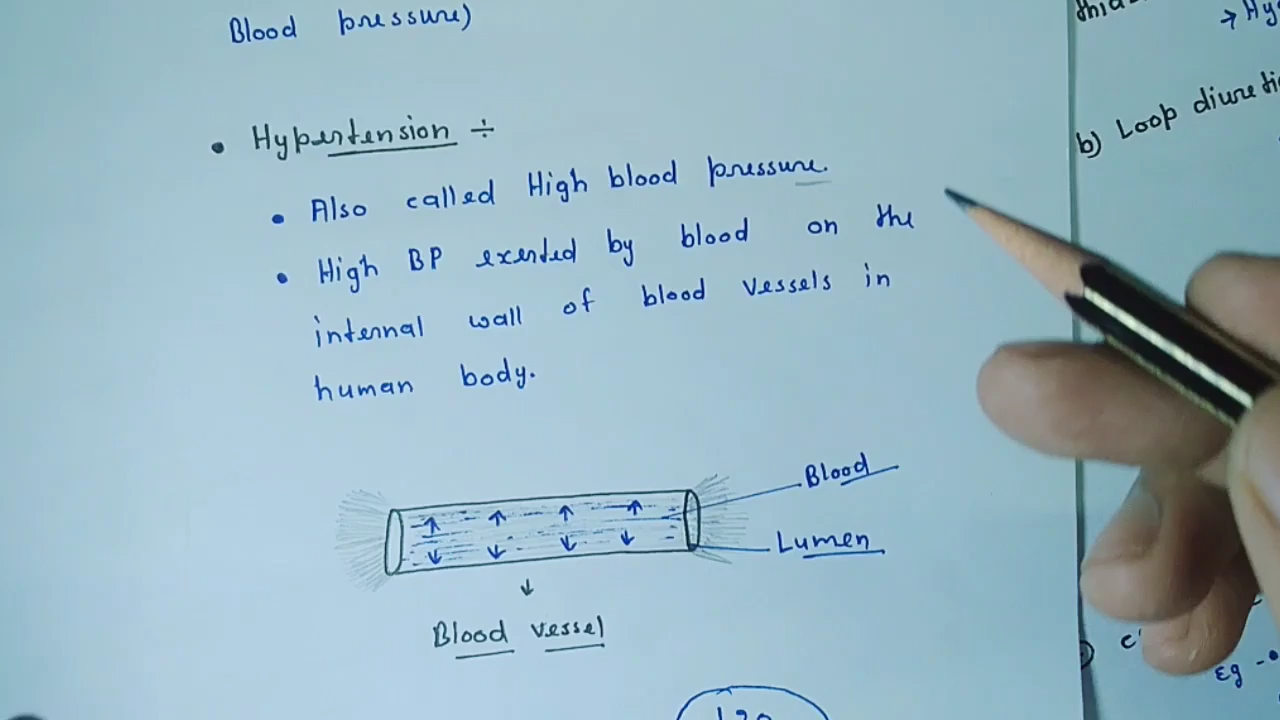 Blood pressure)
• Hypertension ÷
• Also called High blood pressure.
• High BP exerted by blood on the
internal wall of blood vessels in
human body.
Blood
Lumen
↓
Blood vessel
→
b) Loop
Eg -